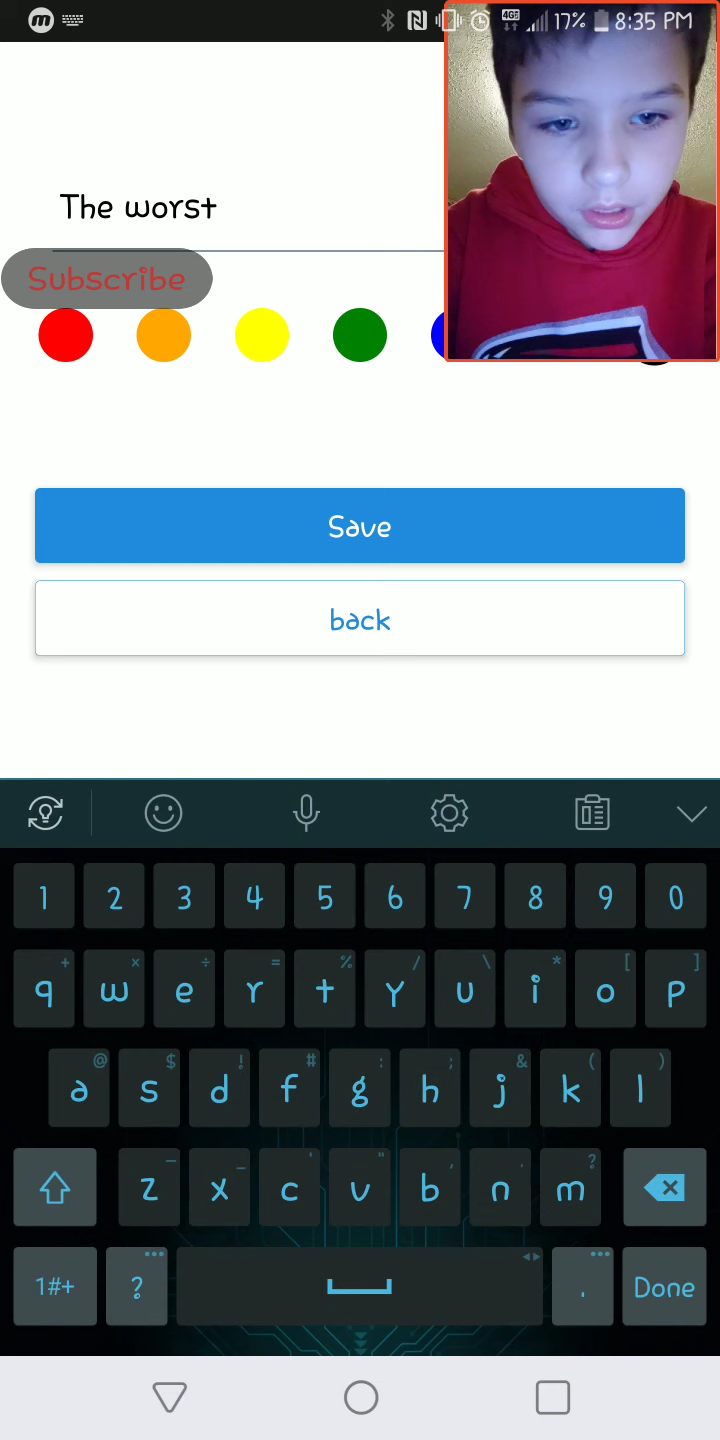 m 4G 17% 8:35 PM
The worst
Subscribe
Save
back
1 2 3 4 5 6 7 8 9 0
+ × ÷ = % / \ * [ ]
q w e r t y u i o p
@ $ ! # : ; & ( )
a s d f g h j k l
- _ ' " , . ?
z x c v b n m
1#+ ? . Done